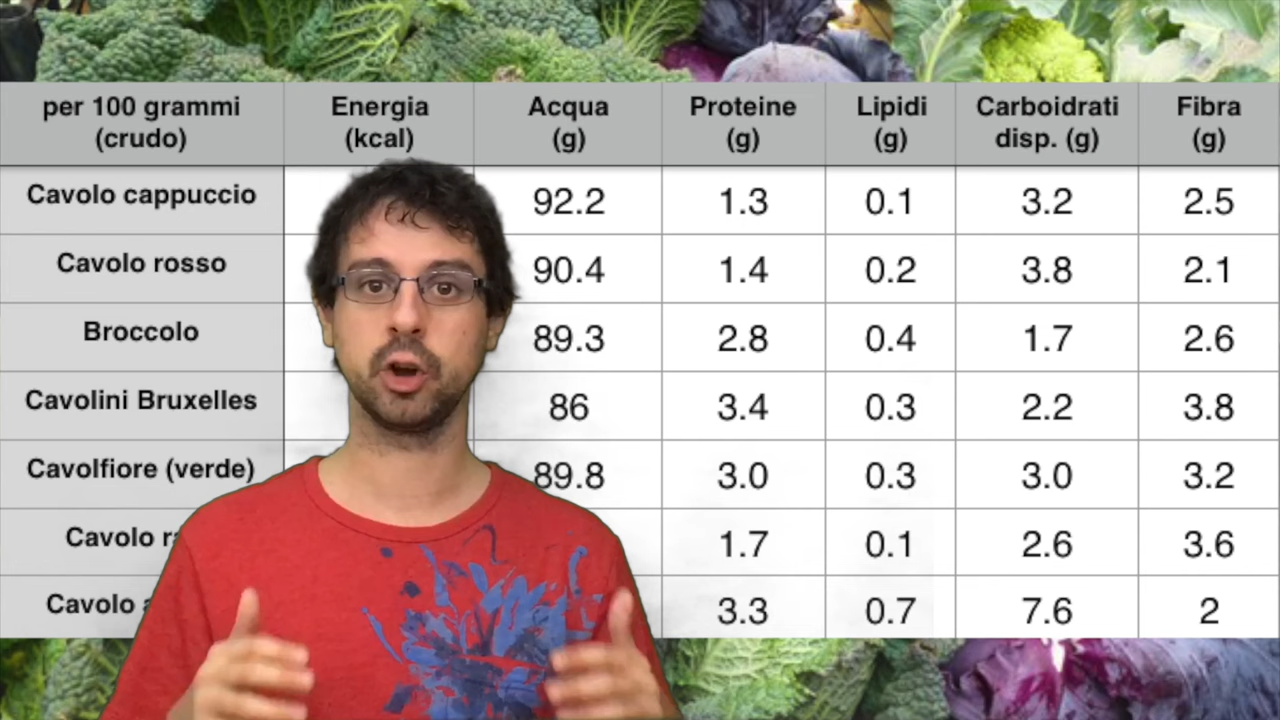 per 100 grammi Energia Acqua Proteine Lipidi Carboidrati Fibra
(crudo) (kcal) (g) (g) (g) disp. (g) (g)
Cavolo cappuccio 92.2 1.3 0.1 3.2 2.5
Cavolo rosso 90.4 1.4 0.2 3.8 2.1
Broccolo 89.3 2.8 0.4 1.7 2.6
Cavolini Bruxelles 86 3.4 0.3 2.2 3.8
Cavolfiore (verde) 89.8 3.0 0.3 3.0 3.2
Cavolo 1.7 0.1 2.6 3.6
Cavolo 3.3 0.7 7.6 2